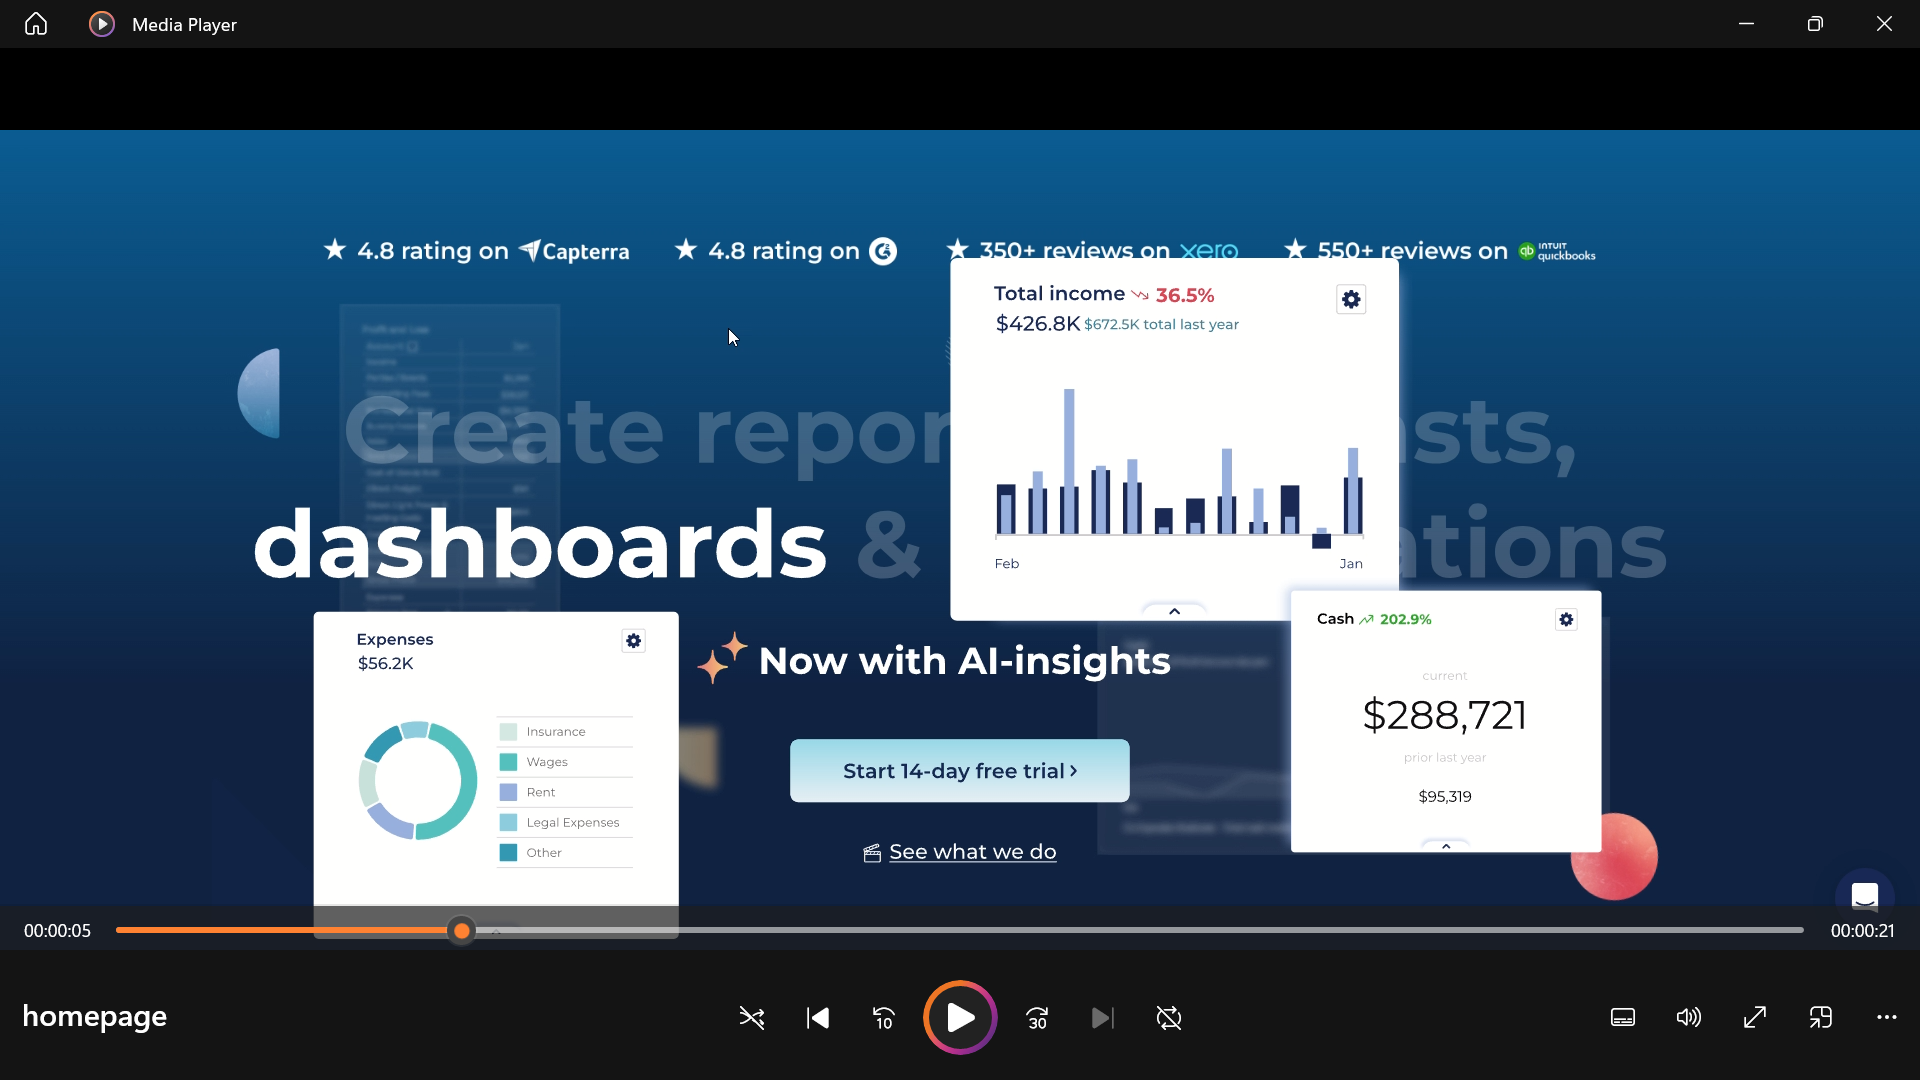 Media Player
4.8 rating on Capterra
4.8 rating on
350+ reviews on xero
550+ reviews on qb INTUIT quickbooks
Total income 36.5%
$426.8K $672.5K total last year
Profit and Loss
Create repor sts,
dashboards & ations
Feb Jan
Expenses
$56.2K
Insurance
Wages
Rent
Legal Expenses
Other
Now with AI-insights
Start 14-day free trial ›
See what we do
Cash 202.9%
current
$288,721
prior last year
$95,319
00:00:05
00:00:21
homepage
10
30